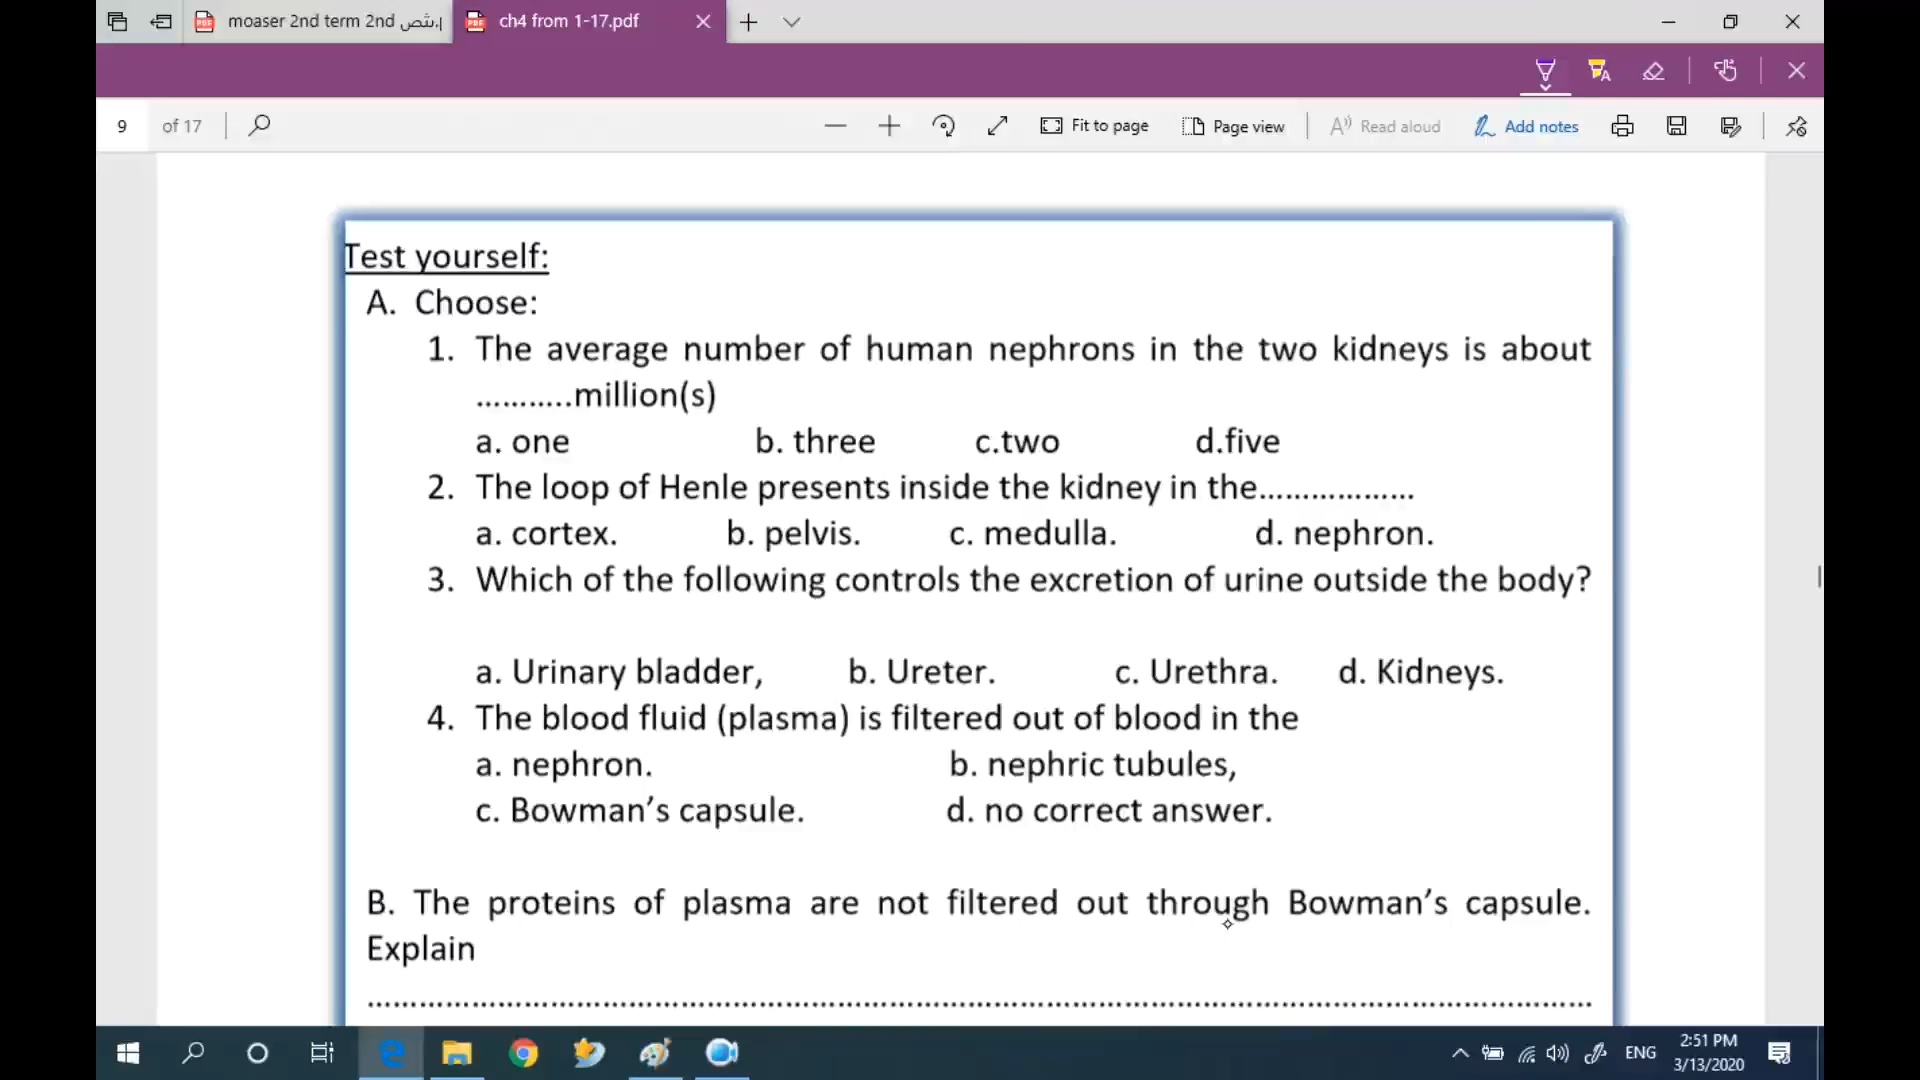 moaser 2nd term 2nd شص.م
ch4 from 1-17.pdf
9 of 17
Fit to page
Page view
Read aloud
Add notes
Test yourself:
A. Choose:
1. The average number of human nephrons in the two kidneys is about
...........million(s)
a. one b. three c.two d.five
2. The loop of Henle presents inside the kidney in the..................
a. cortex. b. pelvis. c. medulla. d. nephron.
3. Which of the following controls the excretion of urine outside the body?
a. Urinary bladder, b. Ureter. c. Urethra. d. Kidneys.
4. The blood fluid (plasma) is filtered out of blood in the
a. nephron. b. nephric tubules,
c. Bowman’s capsule. d. no correct answer.
B. The proteins of plasma are not filtered out through Bowman’s capsule.
Explain
........................................................................................................................
ENG
2:51 PM
3/13/2020